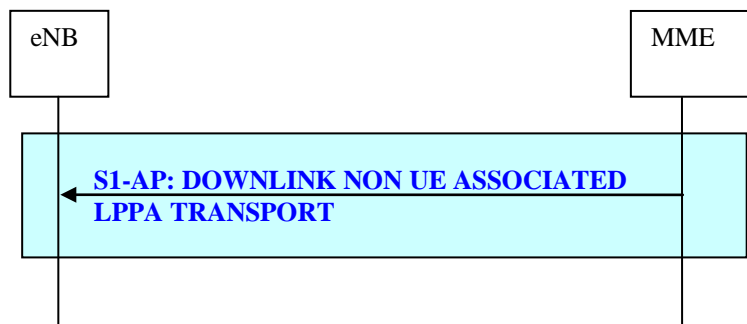 eNB
MME
S1-AP: DOWNLINK NON UE ASSOCIATED
LPPA TRANSPORT